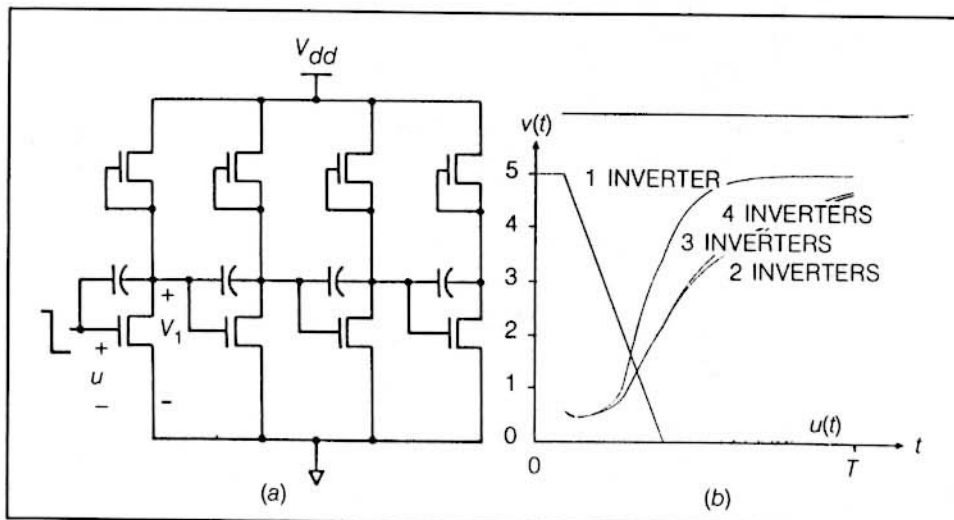 V_dd
+
V_1
+
u
−
−
(a)
v(t)
5
4
3
2
1
0
1 INVERTER
4 INVERTERS
3 INVERTERS
2 INVERTERS
u(t)
t
0
T
(b)